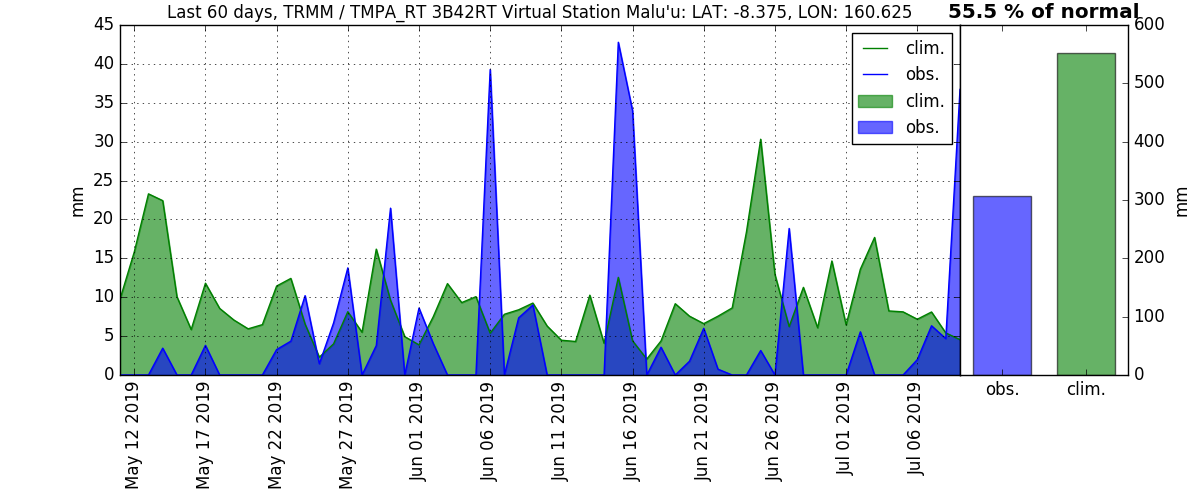 Last 60 days, TRMM / TMPA_RT 3B42RT Virtual Station Malu'u: LAT: -8.375, LON: 160.625
55.5 % of normal
45
40
35
30
25
20
15
10
5
0
mm
clim.
obs.
clim.
obs.
600
500
400
300
200
100
0
mm
obs.
clim.
May 12 2019
May 17 2019
May 22 2019
May 27 2019
Jun 01 2019
Jun 06 2019
Jun 11 2019
Jun 16 2019
Jun 21 2019
Jun 26 2019
Jul 01 2019
Jul 06 2019